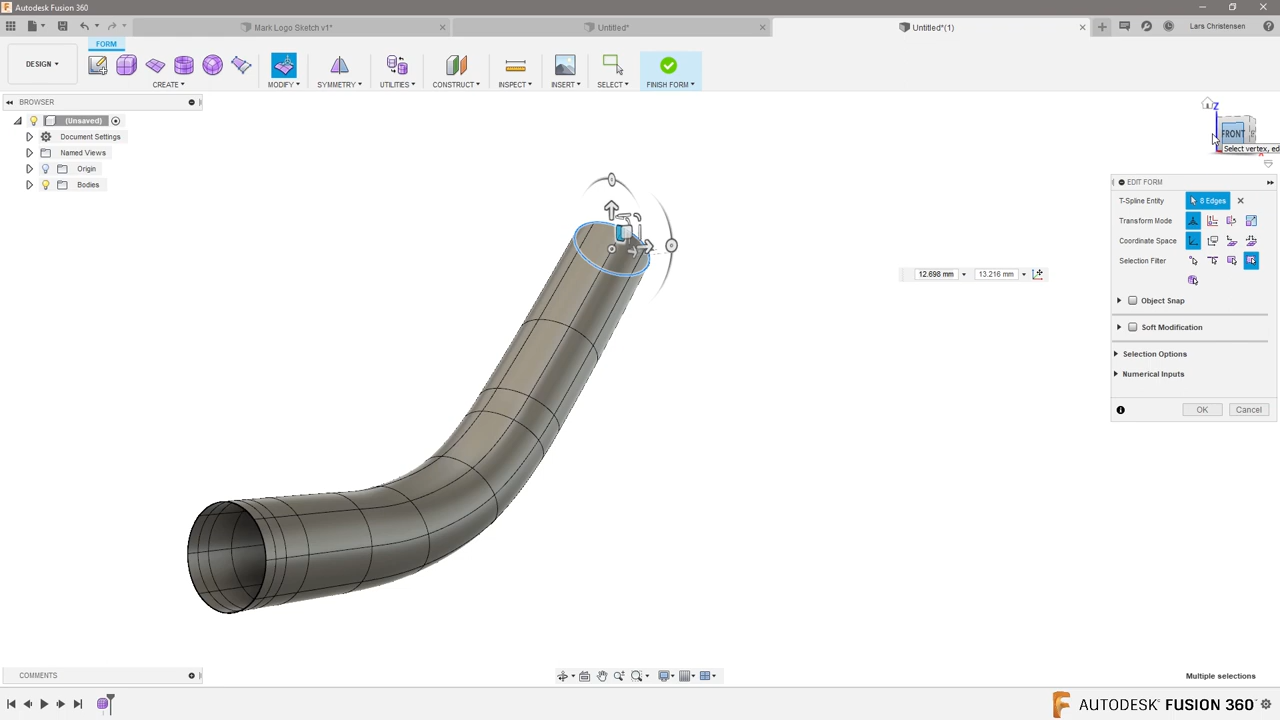 Autodesk Fusion 360
Mark Logo Sketch v1*
Untitled*
Untitled*(1)
Lars Christensen
DESIGN
FORM
CREATE
MODIFY
SYMMETRY
UTILITIES
CONSTRUCT
INSPECT
INSERT
SELECT
FINISH FORM
BROWSER
(Unsaved)
Document Settings
Named Views
Origin
Bodies
Z
FRONT
Select vertex, ed
EDIT FORM
T-Spline Entity
8 Edges
Transform Mode
Coordinate Space
Selection Filter
Object Snap
Soft Modification
Selection Options
Numerical Inputs
OK
Cancel
12.698 mm
13.216 mm
COMMENTS
Multiple selections
AUTODESK FUSION 360